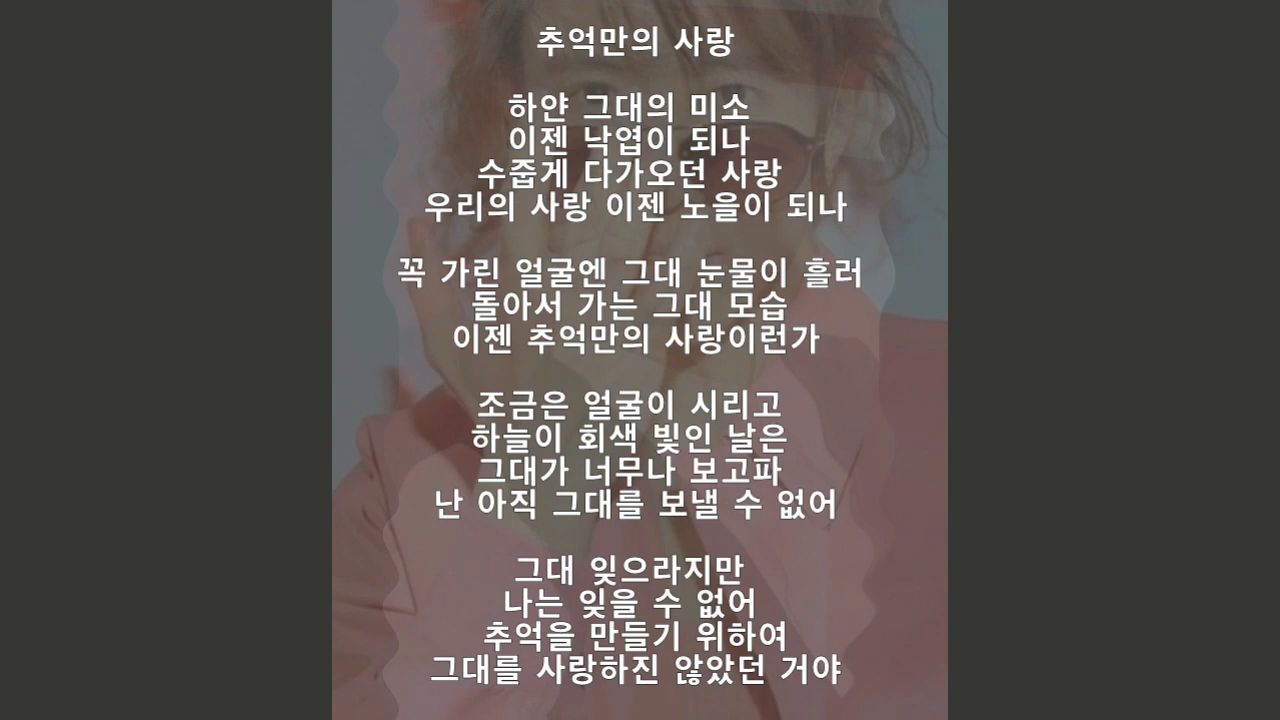 추억만의 사랑
하얀 그대의 미소
이젠 낙엽이 되나
수줍게 다가오던 사랑
우리의 사랑 이젠 노을이 되나
꼭 가린 얼굴엔 그대 눈물이 흘러
돌아서 가는 그대 모습
이젠 추억만의 사랑이런가
조금은 얼굴이 시리고
하늘이 회색 빛인 날은
그대가 너무나 보고파
난 아직 그대를 보낼 수 없어
그대 잊으라지만
나는 잊을 수 없어
추억을 만들기 위하여
그대를 사랑하진 않았던 거야